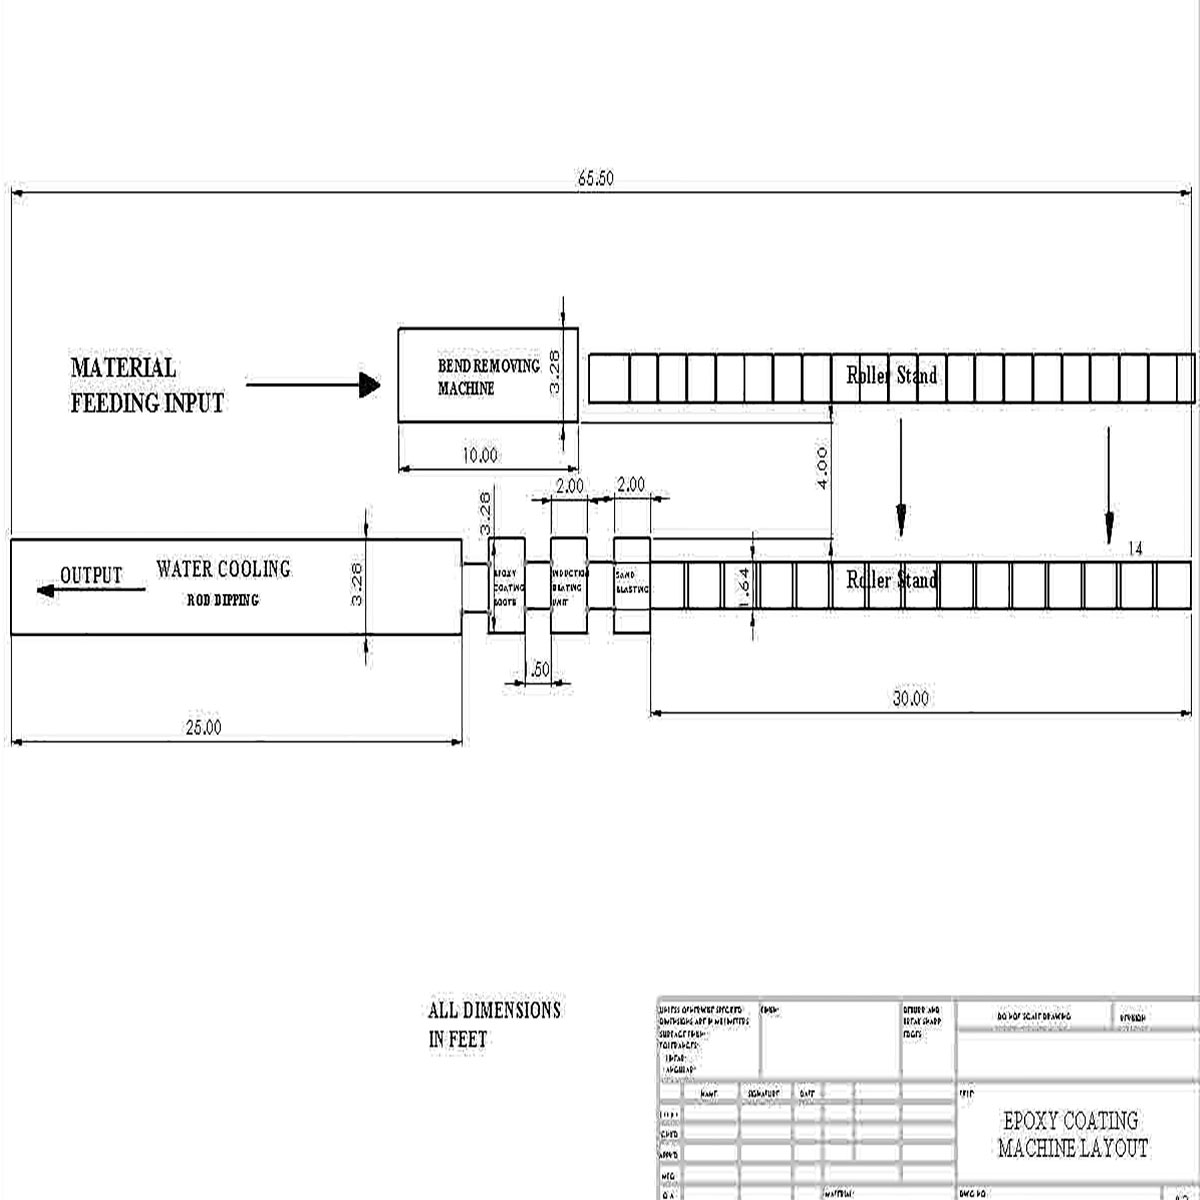 65.50
MATERIAL
FEEDING INPUT
BEND REMOVING
MACHINE
3.28
Roller Stand
10.00
4.00
2.00
2.00
3.28
14
OUTPUT
WATER COOLING
ROD DIPPING
3.28
EPOXY
COATING
BOOTH
INDUCTION
HEATING
UNIT
SAND
BLASTING
1.64
Roller Stand
.50
30.00
25.00
ALL DIMENSIONS
IN FEET
UNLESS OTHERWISE SPECIFIED:
DIMENSIONS ARE IN MILLIMETERS
SURFACE FINISH:
TOLERANCES:
LINEAR:
ANGULAR:
FINISH:
DEBURR AND
BREAK SHARP
EDGES
DO NOT SCALE DRAWING
REVISION
NAME
SIGNATURE
DATE
TITLE:
CHK'D
APPV'D
MFG
Q.A
EPOXY COATING
MACHINE LAYOUT
MATERIAL:
DWG NO.